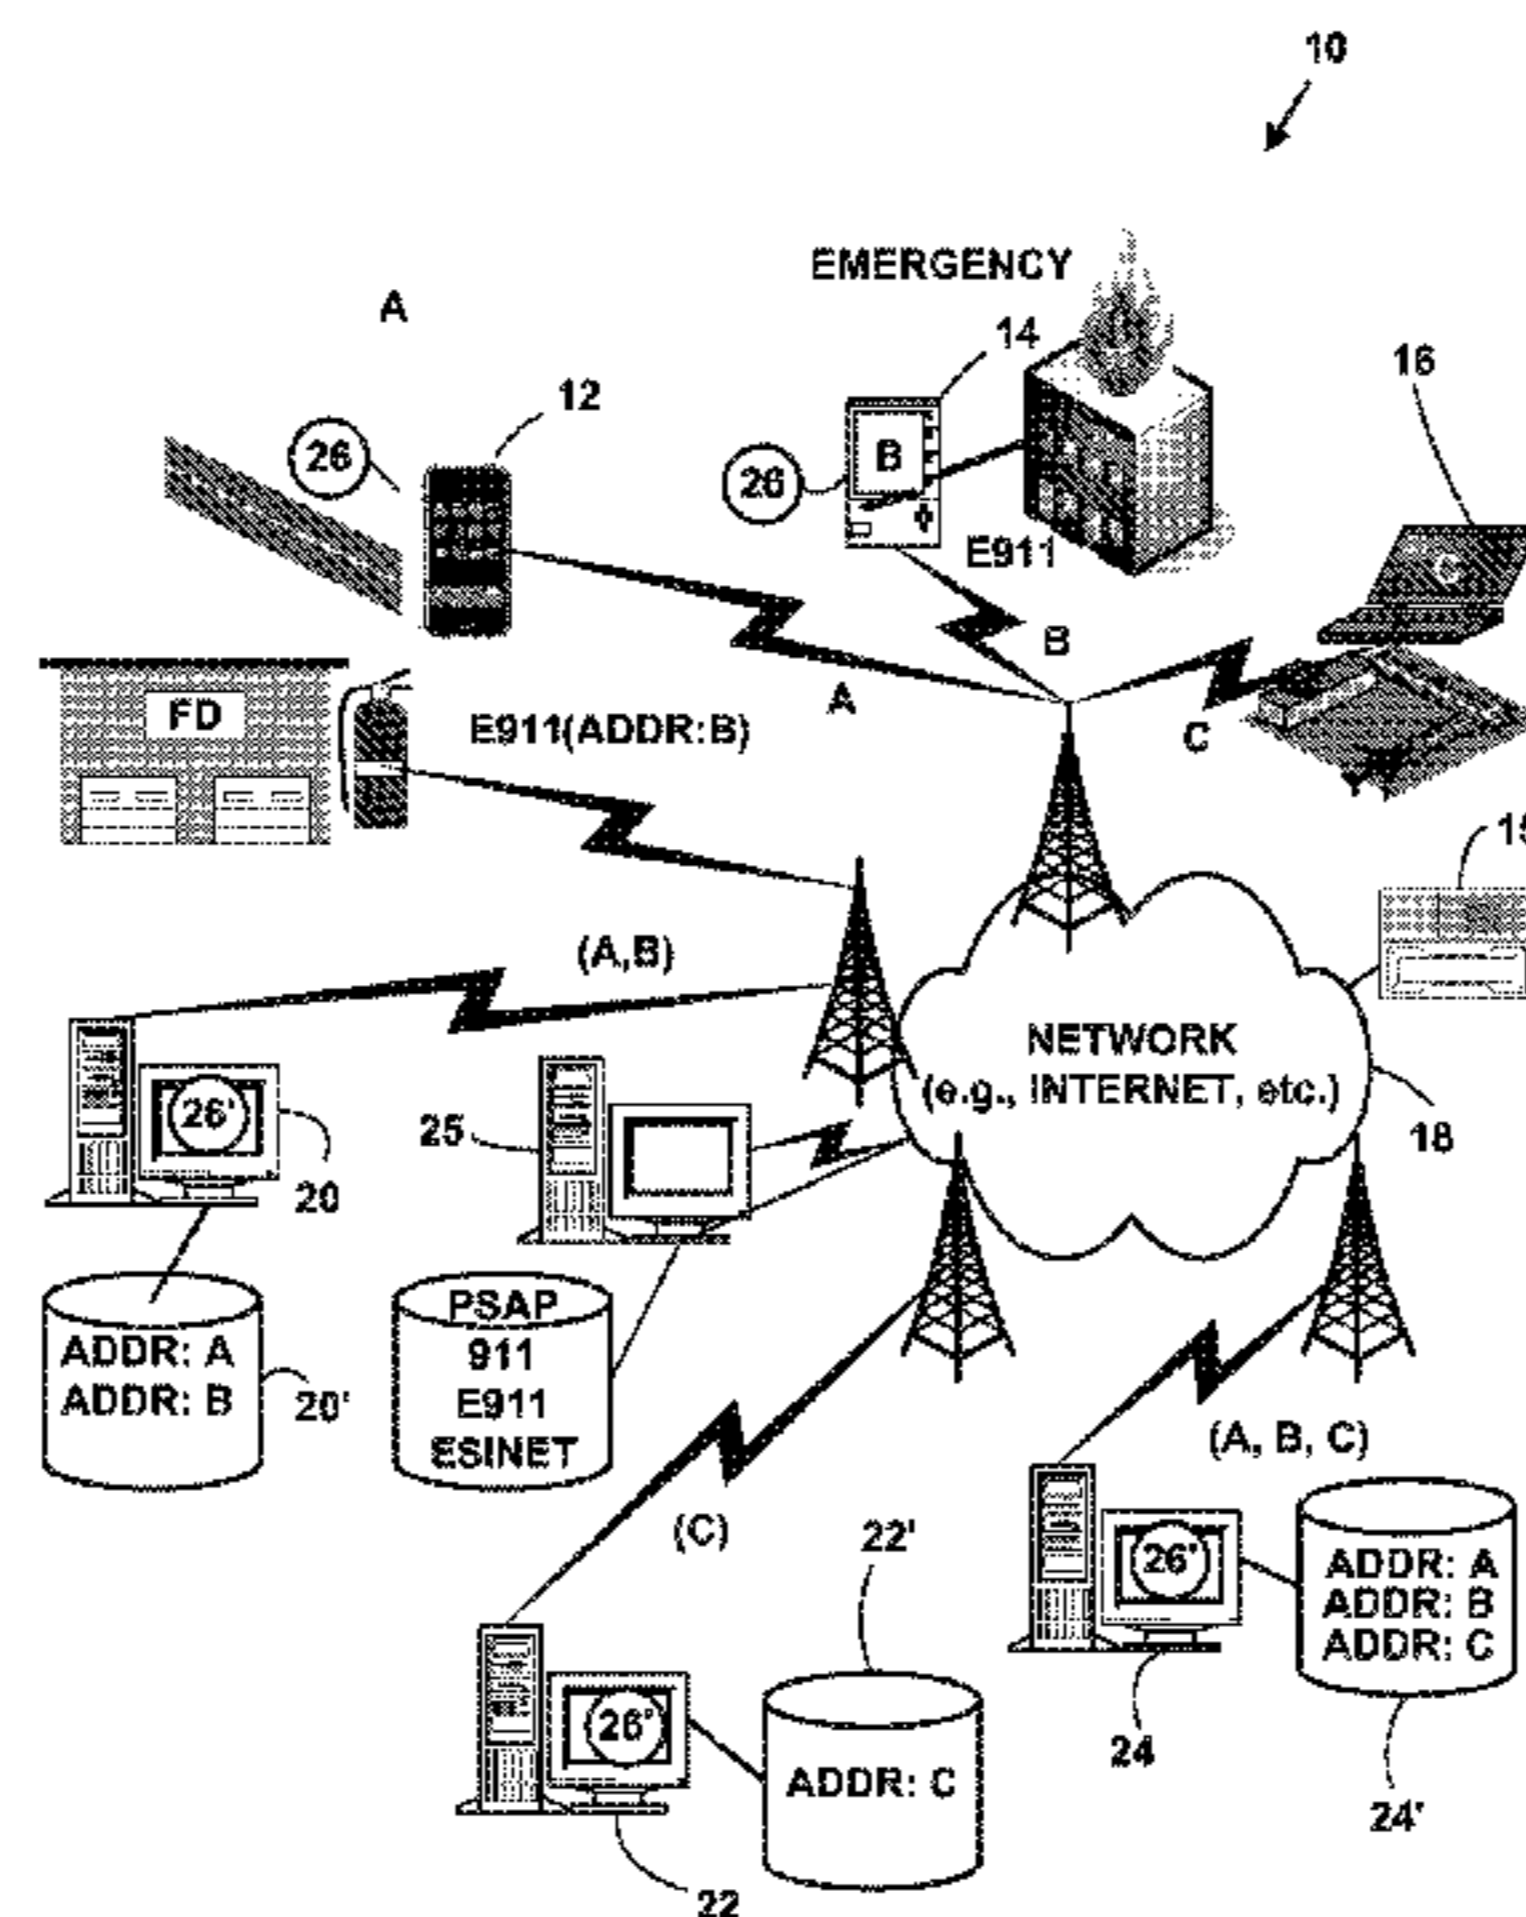 10
EMERGENCY
A
14
16
12
26
26
B
C
E911
B
FD
A
E911(ADDR:B)
C
15
(A,B)
NETWORK
(e.g., INTERNET, etc.)
26'
25
18
20
PSAP
911
E911
ESINET
ADDR: A
ADDR: B
20'
(A, B, C)
(C)
22'
26'
ADDR: A
ADDR: B
ADDR: C
26'
ADDR: C
24
24'
22